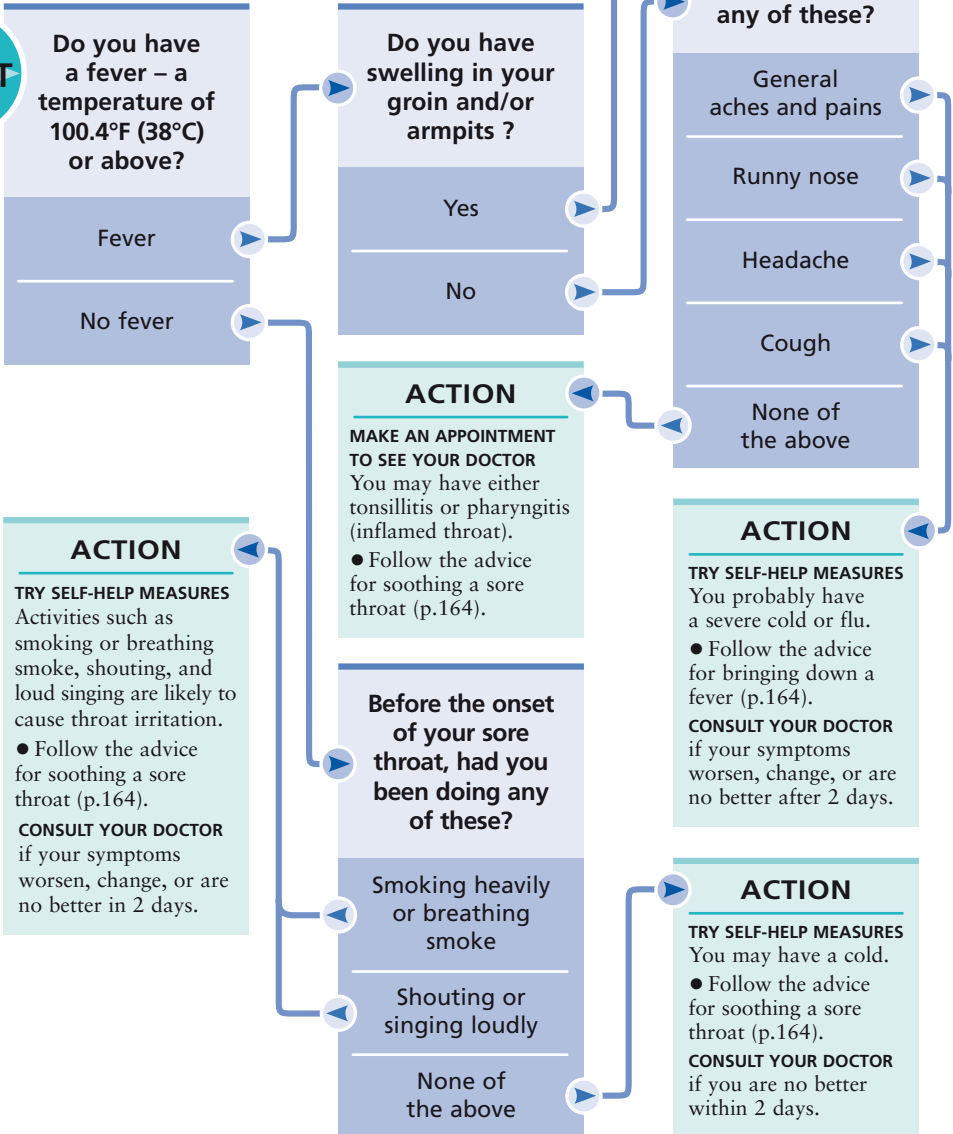 T
Do you have
a fever – a
temperature of
100.4°F (38°C)
or above?
Fever
No fever
Do you have
swelling in your
groin and/or
armpits ?
Yes
No
any of these?
General
aches and pains
Runny nose
Headache
Cough
None of
the above
ACTION
MAKE AN APPOINTMENT
TO SEE YOUR DOCTOR
You may have either
tonsillitis or pharyngitis
(inflamed throat).
● Follow the advice
for soothing a sore
throat (p.164).
ACTION
TRY SELF-HELP MEASURES
You probably have
a severe cold or flu.
● Follow the advice
for bringing down a
fever (p.164).
CONSULT YOUR DOCTOR
if your symptoms
worsen, change, or are
no better after 2 days.
ACTION
TRY SELF-HELP MEASURES
Activities such as
smoking or breathing
smoke, shouting, and
loud singing are likely to
cause throat irritation.
● Follow the advice
for soothing a sore
throat (p.164).
CONSULT YOUR DOCTOR
if your symptoms
worsen, change, or are
no better in 2 days.
Before the onset
of your sore
throat, had you
been doing any
of these?
Smoking heavily
or breathing
smoke
Shouting or
singing loudly
None of
the above
ACTION
TRY SELF-HELP MEASURES
You may have a cold.
● Follow the advice
for soothing a sore
throat (p.164).
CONSULT YOUR DOCTOR
if you are no better
within 2 days.